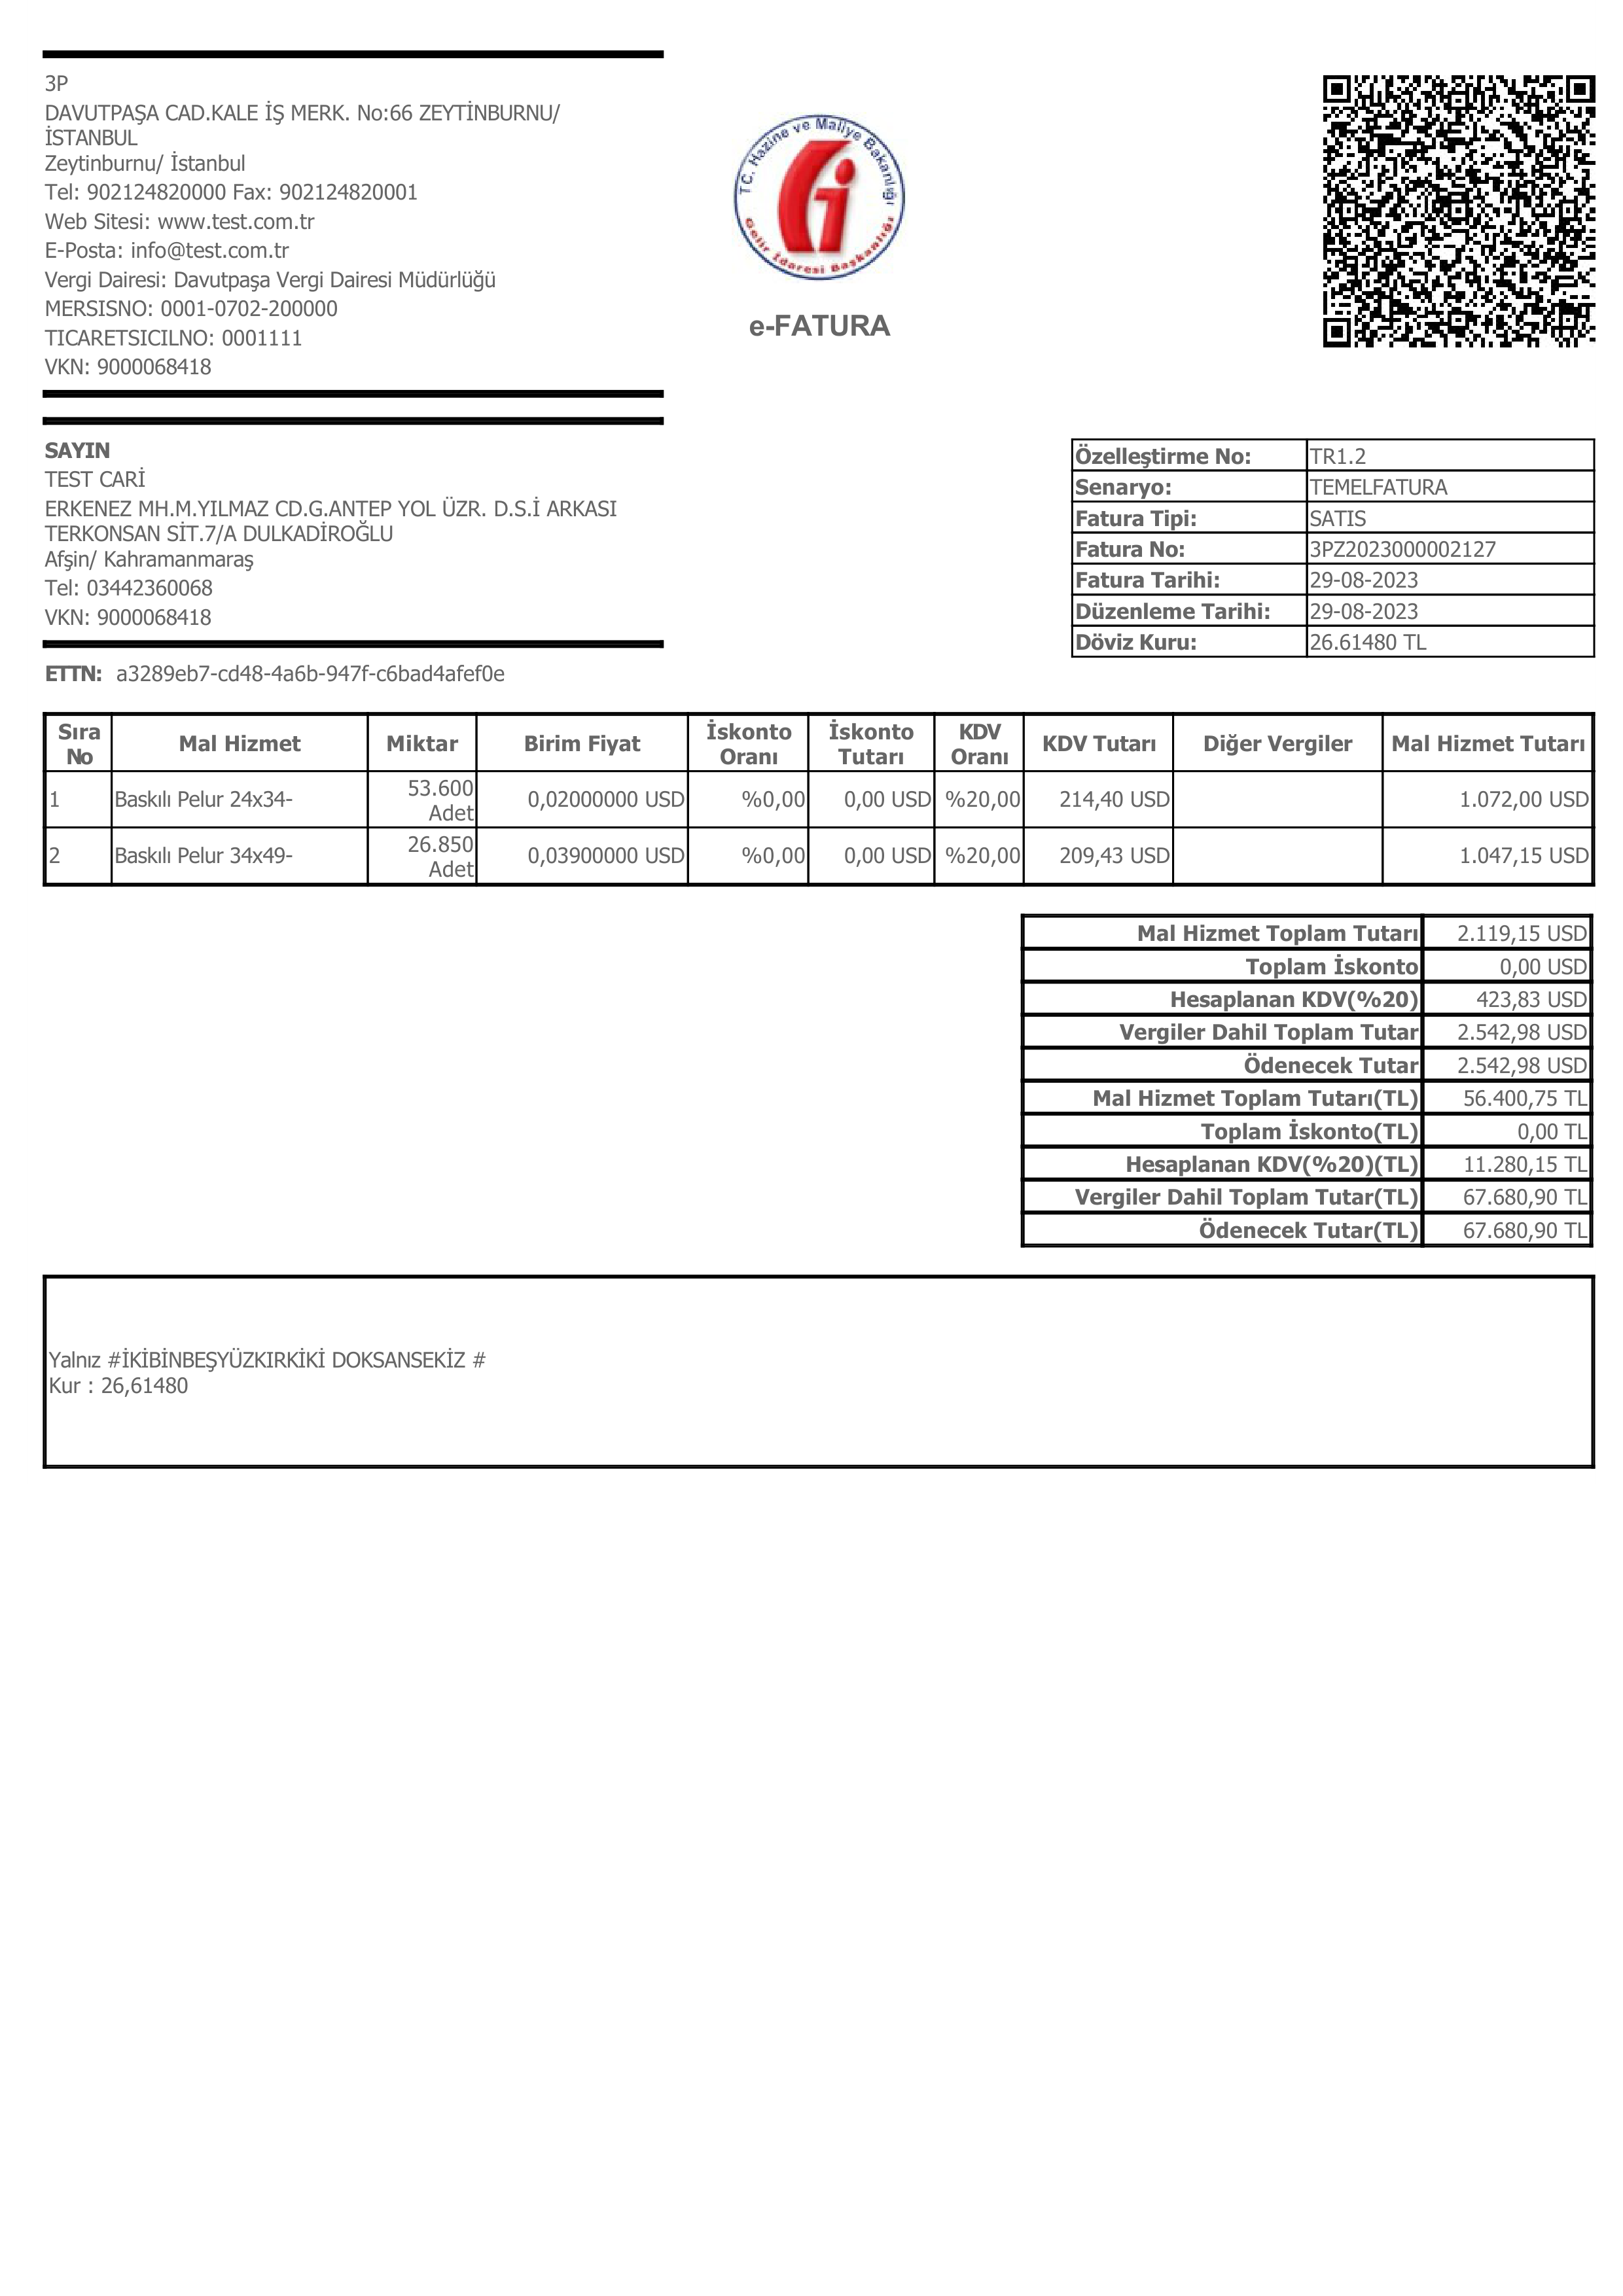 3P
DAVUTPAŞA CAD.KALE İŞ MERK. No:66 ZEYTİNBURNU/
İSTANBUL
Zeytinburnu/ İstanbul
Tel: 902124820000 Fax: 902124820001
Web Sitesi: www.test.com.tr
E-Posta: info@test.com.tr
Vergi Dairesi: Davutpaşa Vergi Dairesi Müdürlüğü
MERSISNO: 0001-0702-200000
TICARETSICILNO: 0001111
VKN: 9000068418
T.C. Hazine ve Maliye Bakanlığı
Gelir İdaresi Başkanlığı
e-FATURA
SAYIN
TEST CARİ
ERKENEZ MH.M.YILMAZ CD.G.ANTEP YOL ÜZR. D.S.İ ARKASI
TERKONSAN SİT.7/A DULKADİROĞLU
Afşin/ Kahramanmaraş
Tel: 03442360068
VKN: 9000068418
Özelleştirme No: TR1.2
Senaryo: TEMELFATURA
Fatura Tipi: SATIS
Fatura No: 3PZ2023000002127
Fatura Tarihi: 29-08-2023
Düzenleme Tarihi: 29-08-2023
Döviz Kuru: 26.61480 TL
ETTN: a3289eb7-cd48-4a6b-947f-c6bad4afef0e
Sıra No Mal Hizmet Miktar Birim Fiyat İskonto Oranı İskonto Tutarı KDV Oranı KDV Tutarı Diğer Vergiler Mal Hizmet Tutarı
1 Baskılı Pelur 24x34- 53.600 Adet 0,02000000 USD %0,00 0,00 USD %20,00 214,40 USD 1.072,00 USD
2 Baskılı Pelur 34x49- 26.850 Adet 0,03900000 USD %0,00 0,00 USD %20,00 209,43 USD 1.047,15 USD
Mal Hizmet Toplam Tutarı 2.119,15 USD
Toplam İskonto 0,00 USD
Hesaplanan KDV(%20) 423,83 USD
Vergiler Dahil Toplam Tutar 2.542,98 USD
Ödenecek Tutar 2.542,98 USD
Mal Hizmet Toplam Tutarı(TL) 56.400,75 TL
Toplam İskonto(TL) 0,00 TL
Hesaplanan KDV(%20)(TL) 11.280,15 TL
Vergiler Dahil Toplam Tutar(TL) 67.680,90 TL
Ödenecek Tutar(TL) 67.680,90 TL
Yalnız #İKİBİNBEŞYÜZKIRKİKİ DOKSANSEKİZ #
Kur : 26,61480